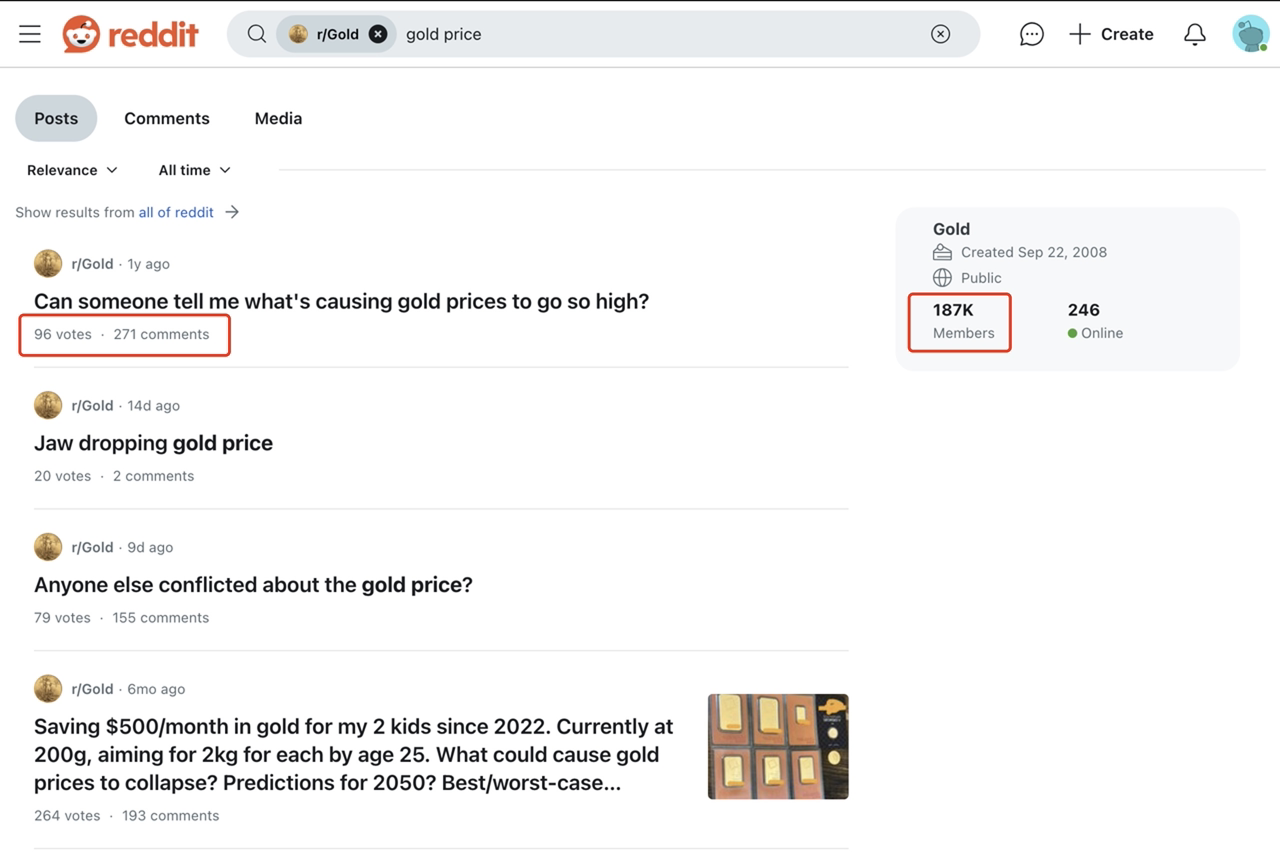 reddit
r/Gold
gold price
Create
Posts
Comments
Media
Relevance
All time
Show results from all of reddit
r/Gold · 1y ago
Can someone tell me what's causing gold prices to go so high?
96 votes · 271 comments
r/Gold · 14d ago
Jaw dropping gold price
20 votes · 2 comments
r/Gold · 9d ago
Anyone else conflicted about the gold price?
79 votes · 155 comments
r/Gold · 6mo ago
Saving $500/month in gold for my 2 kids since 2022. Currently at
200g, aiming for 2kg for each by age 25. What could cause gold
prices to collapse? Predictions for 2050? Best/worst-case...
264 votes · 193 comments
Gold
Created Sep 22, 2008
Public
187K
Members
246
Online